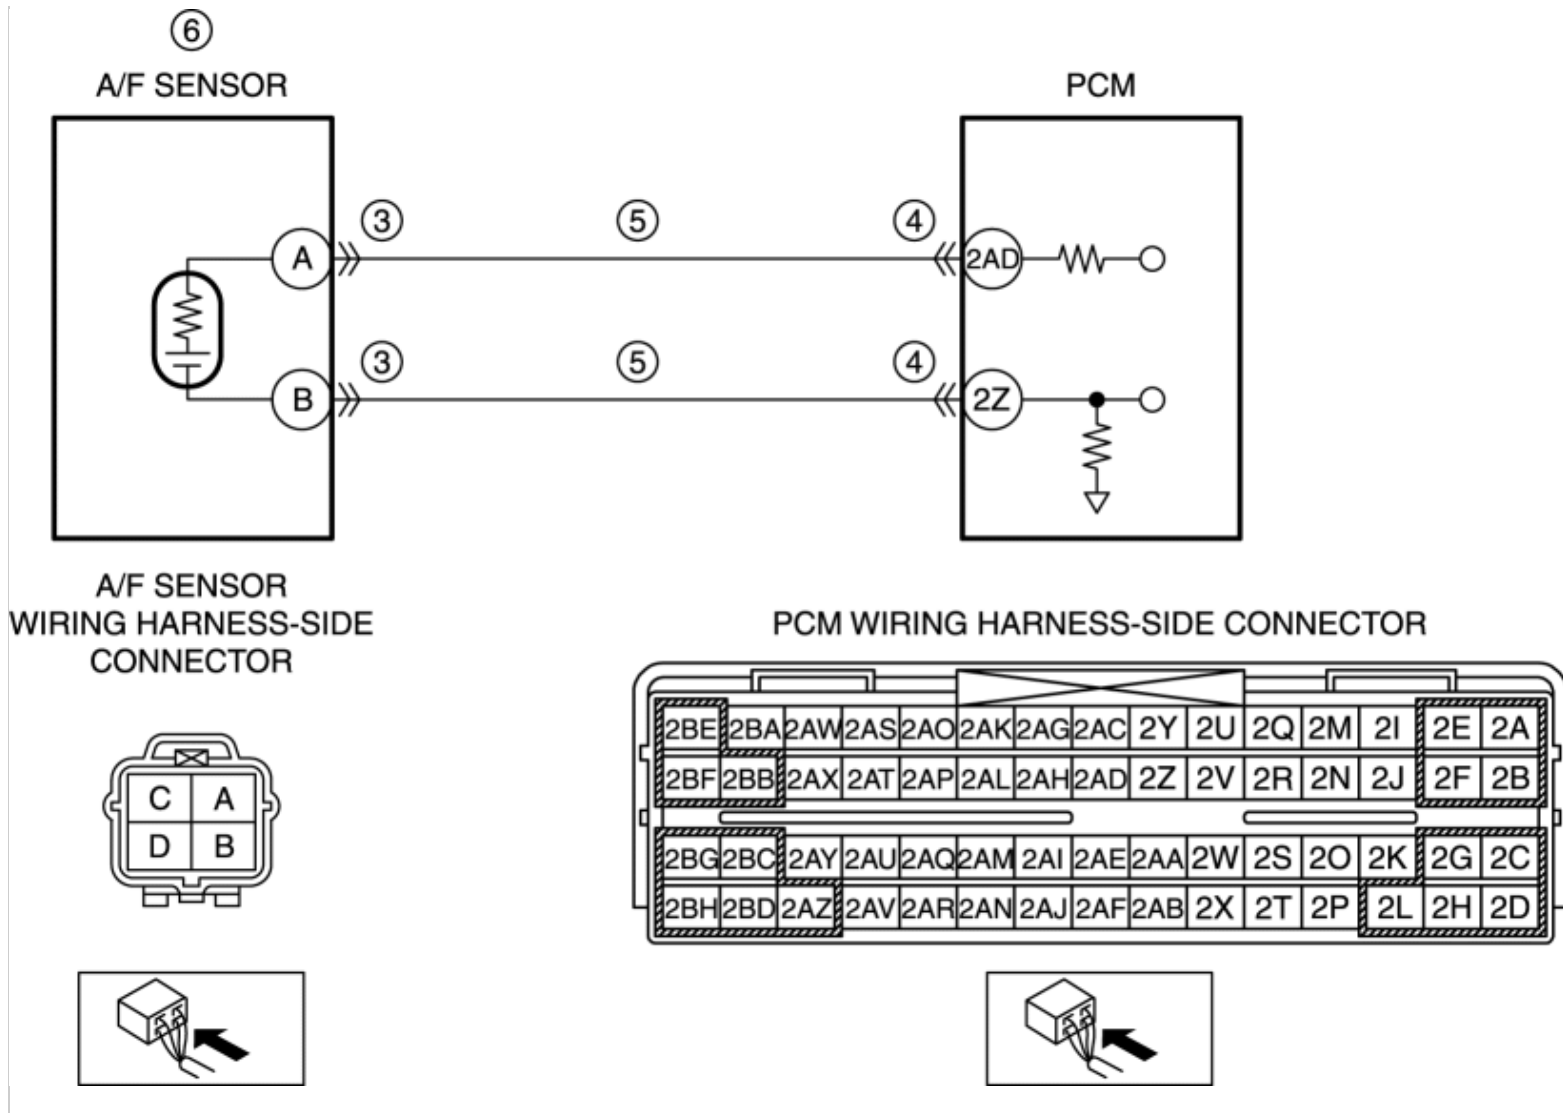 ⑥
A/F SENSOR
PCM
③ ⑤ ④
A 2AD
③ ⑤ ④
B 2Z
A/F SENSOR
WIRING HARNESS-SIDE
CONNECTOR
PCM WIRING HARNESS-SIDE CONNECTOR
C A
D B
2BE 2BA 2AW 2AS 2AO 2AK 2AG 2AC 2Y 2U 2Q 2M 2I 2E 2A
2BF 2BB 2AX 2AT 2AP 2AL 2AH 2AD 2Z 2V 2R 2N 2J 2F 2B
2BG 2BC 2AY 2AU 2AQ 2AM 2AI 2AE 2AA 2W 2S 2O 2K 2G 2C
2BH 2BD 2AZ 2AV 2AR 2AN 2AJ 2AF 2AB 2X 2T 2P 2L 2H 2D